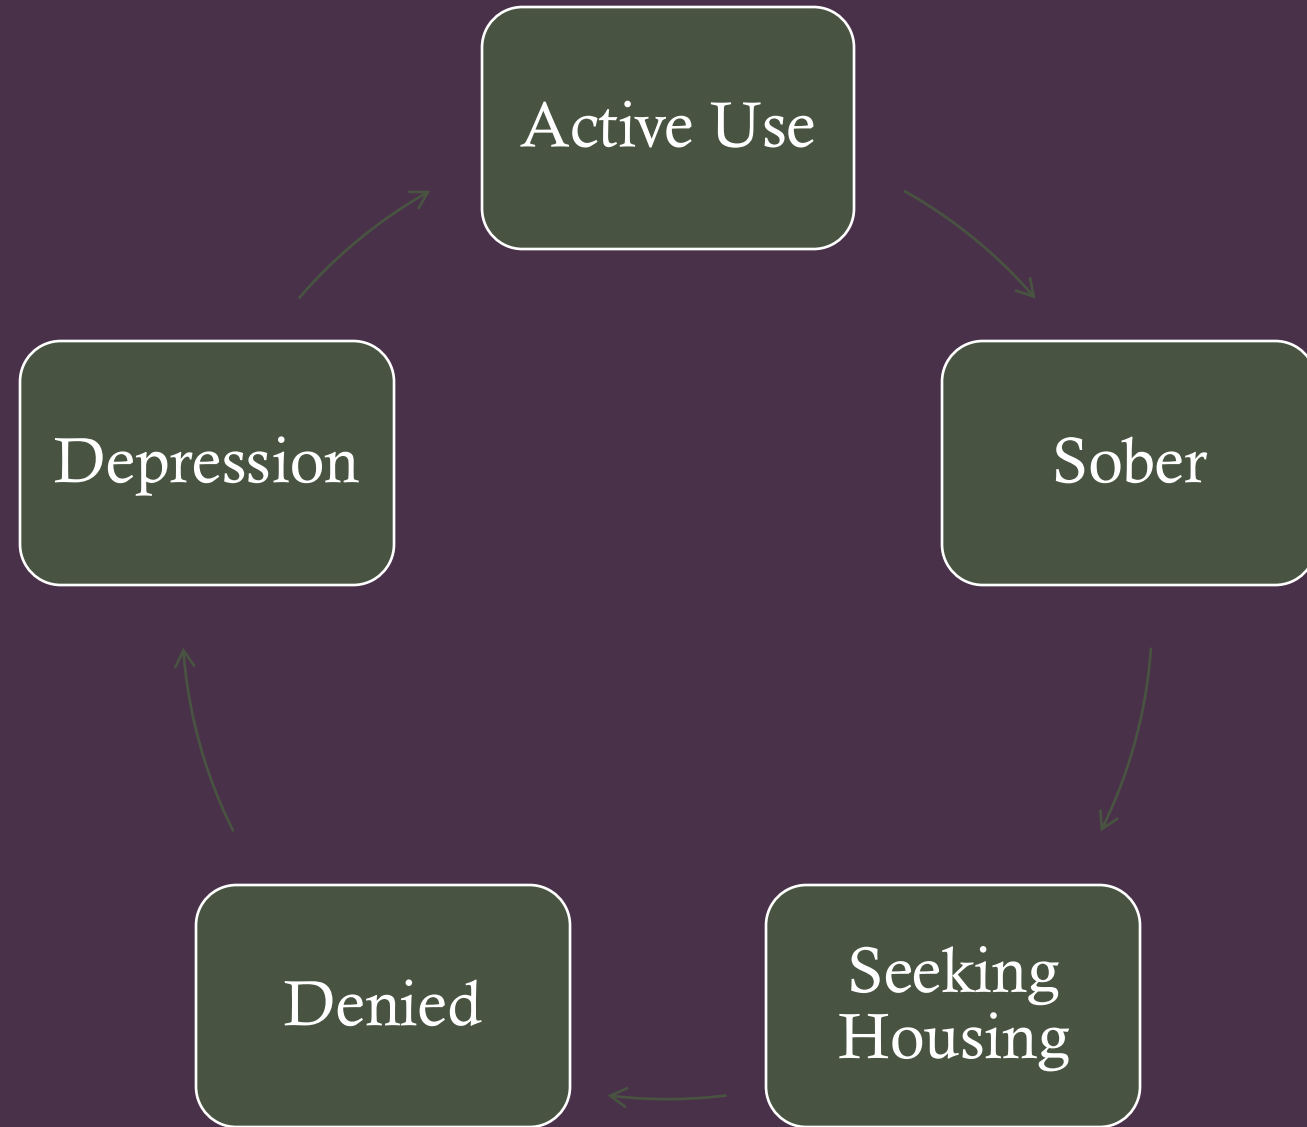 Active Use
Sober
Seeking
Housing
Denied
Depression